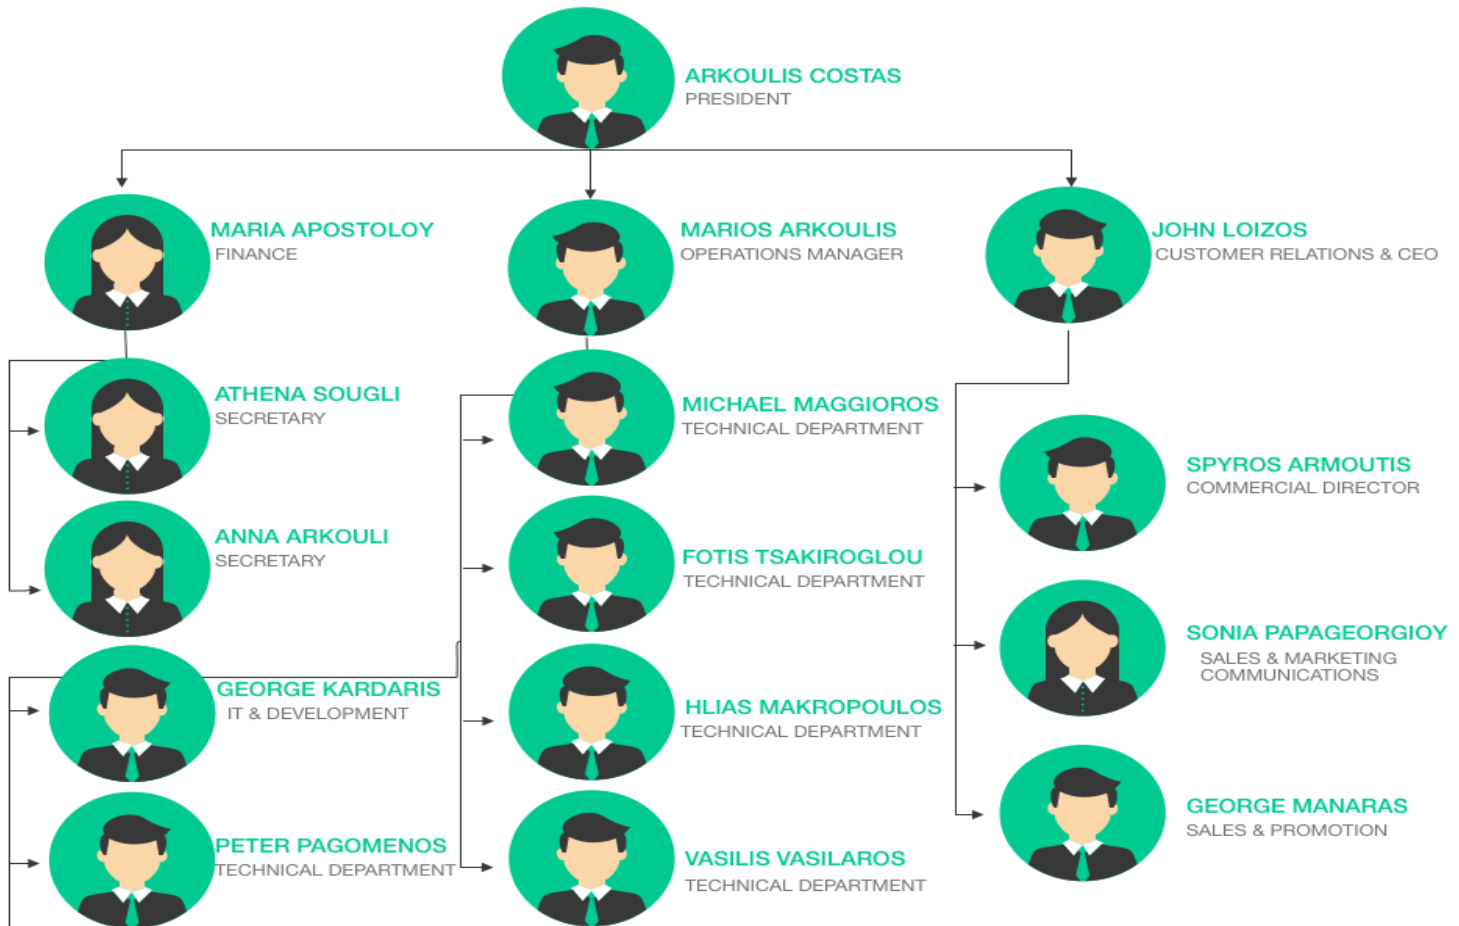 ARKOULIS COSTAS
PRESIDENT
MARIA APOSTOLOY
FINANCE
MARIOS ARKOULIS
OPERATIONS MANAGER
JOHN LOIZOS
CUSTOMER RELATIONS & CEO
ATHENA SOUGLI
SECRETARY
ANNA ARKOULI
SECRETARY
GEORGE KARDARIS
IT & DEVELOPMENT
PETER PAGOMENOS
TECHNICAL DEPARTMENT
MICHAEL MAGGIOROS
TECHNICAL DEPARTMENT
FOTIS TSAKIROGLOU
TECHNICAL DEPARTMENT
HLIAS MAKROPOULOS
TECHNICAL DEPARTMENT
VASILIS VASILAROS
TECHNICAL DEPARTMENT
SPYROS ARMOUTIS
COMMERCIAL DIRECTOR
SONIA PAPAGEORGIOY
SALES & MARKETING
COMMUNICATIONS
GEORGE MANARAS
SALES & PROMOTION